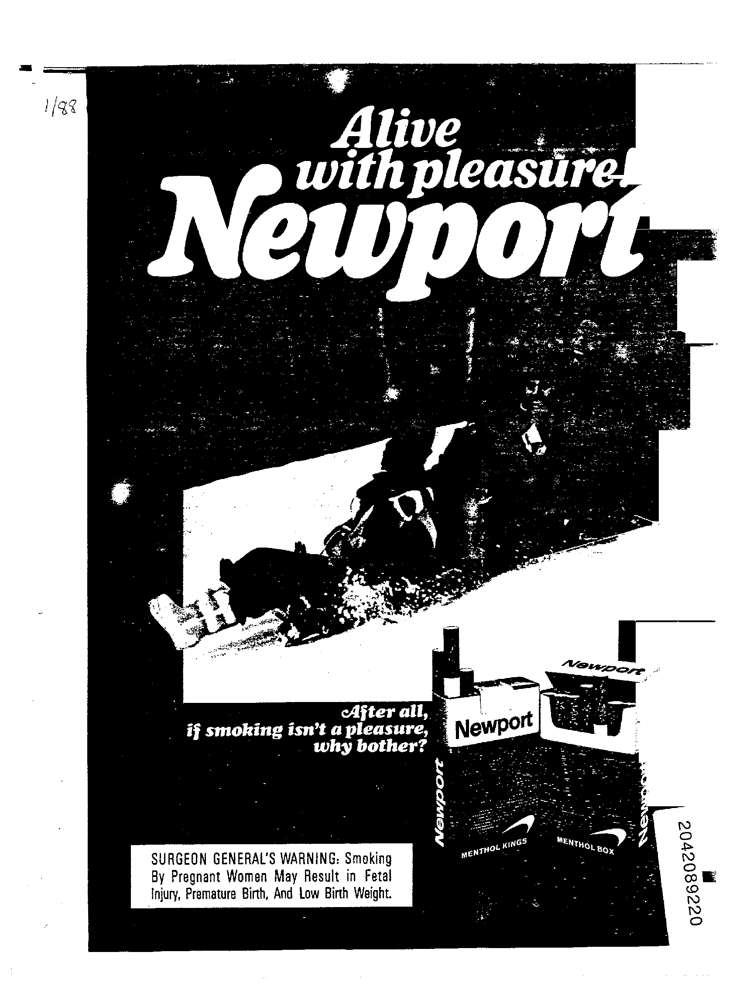 1/88
Alive
with pleasure!
Newport
After all,
if smoking isn't a pleasure,
why bother?
Newport
Newport
Newport
Newport
MENTHOL KINGS
MENTHOL BOX
SURGEON GENERAL'S WARNING: Smoking
By Pregnant Women May Result in Fetal
Injury, Premature Birth, And Low Birth Weight.
2042089220